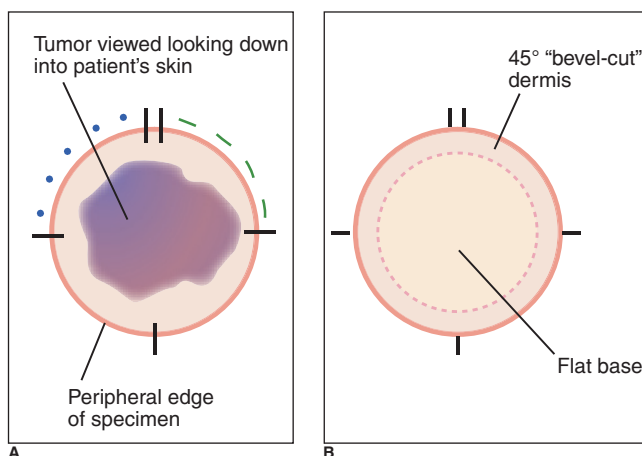 Tumor viewed looking down
into patient’s skin
Peripheral edge
of specimen
A
45° “bevel-cut”
dermis
Flat base
B